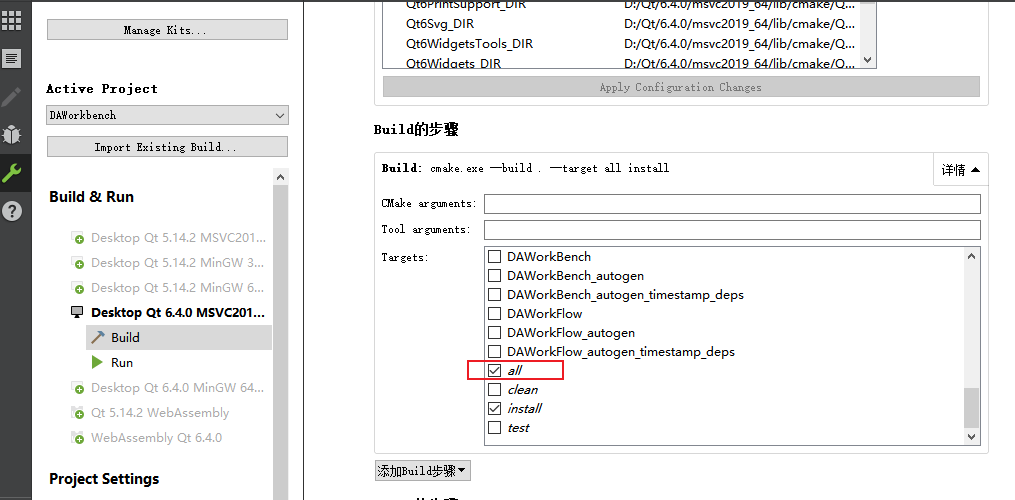 Manage Kits...
Active Project
DAWorkbench
Import Existing Build...
Build & Run
Desktop Qt 5.14.2 MSVC201...
Desktop Qt 5.14.2 MinGW 3...
Desktop Qt 5.14.2 MinGW 6...
Desktop Qt 6.4.0 MSVC201...
Build
Run
Desktop Qt 6.4.0 MinGW 64...
Qt 5.14.2 WebAssembly
WebAssembly Qt 6.4.0
Project Settings
Qt6PrintSupport_DIR D:/Qt/6.4.0/msvc2019_64/lib/cmake/Q...
Qt6Svg_DIR D:/Qt/6.4.0/msvc2019_64/lib/cmake/Q...
Qt6WidgetsTools_DIR D:/Qt/6.4.0/msvc2019_64/lib/cmake/Q...
Qt6Widgets_DIR D:/Qt/6.4.0/msvc2019_64/lib/cmake/Q...
Apply Configuration Changes
Build的步骤
Build: cmake.exe --build . --target all install 详情
CMake arguments:
Tool arguments:
Targets:
DAWorkBench
DAWorkBench_autogen
DAWorkBench_autogen_timestamp_deps
DAWorkFlow
DAWorkFlow_autogen
DAWorkFlow_autogen_timestamp_deps
all
clean
install
test
添加Build步骤